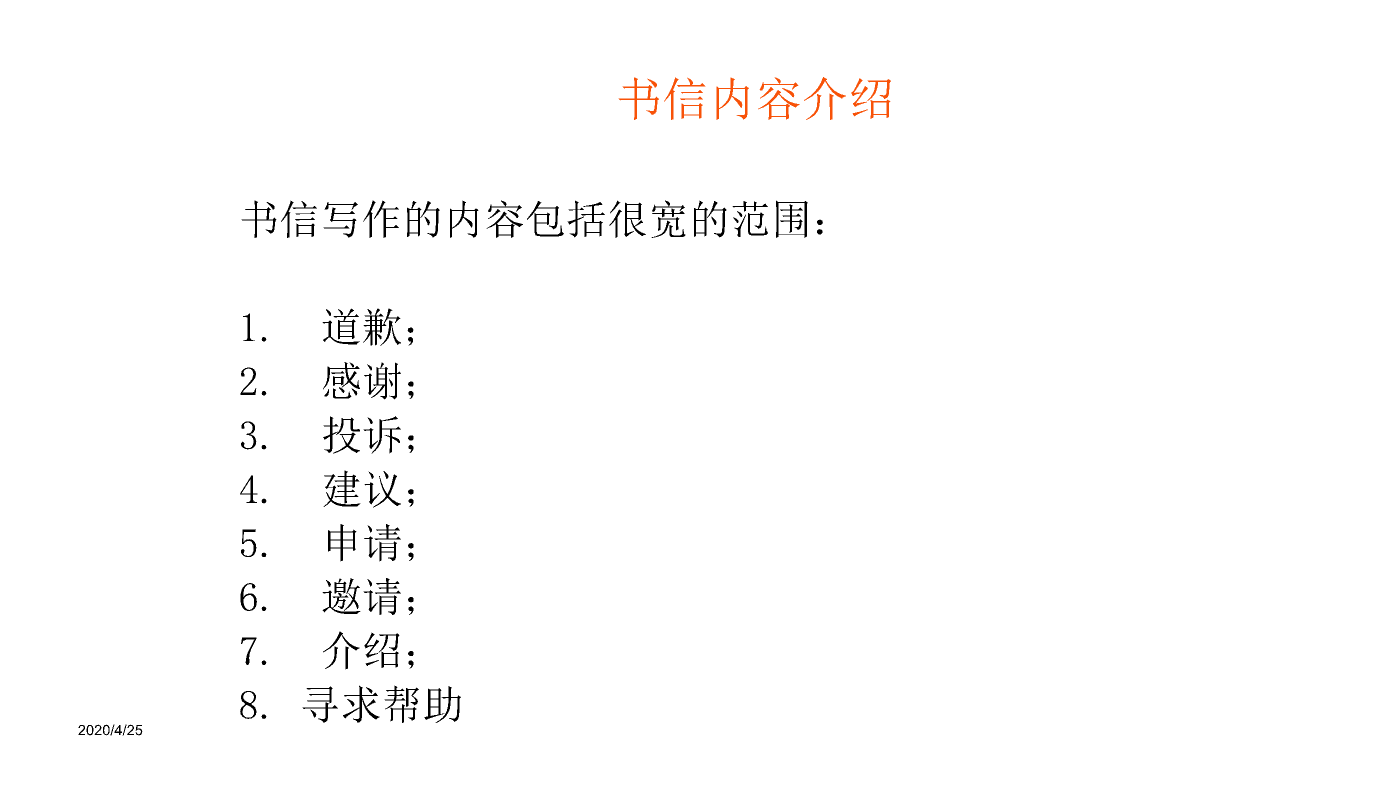 书信内容介绍
书信写作的内容包括很宽的范围：
1. 道歉；
2. 感谢；
3. 投诉；
4. 建议；
5. 申请；
6. 邀请；
7. 介绍；
8. 寻求帮助
2020/4/25